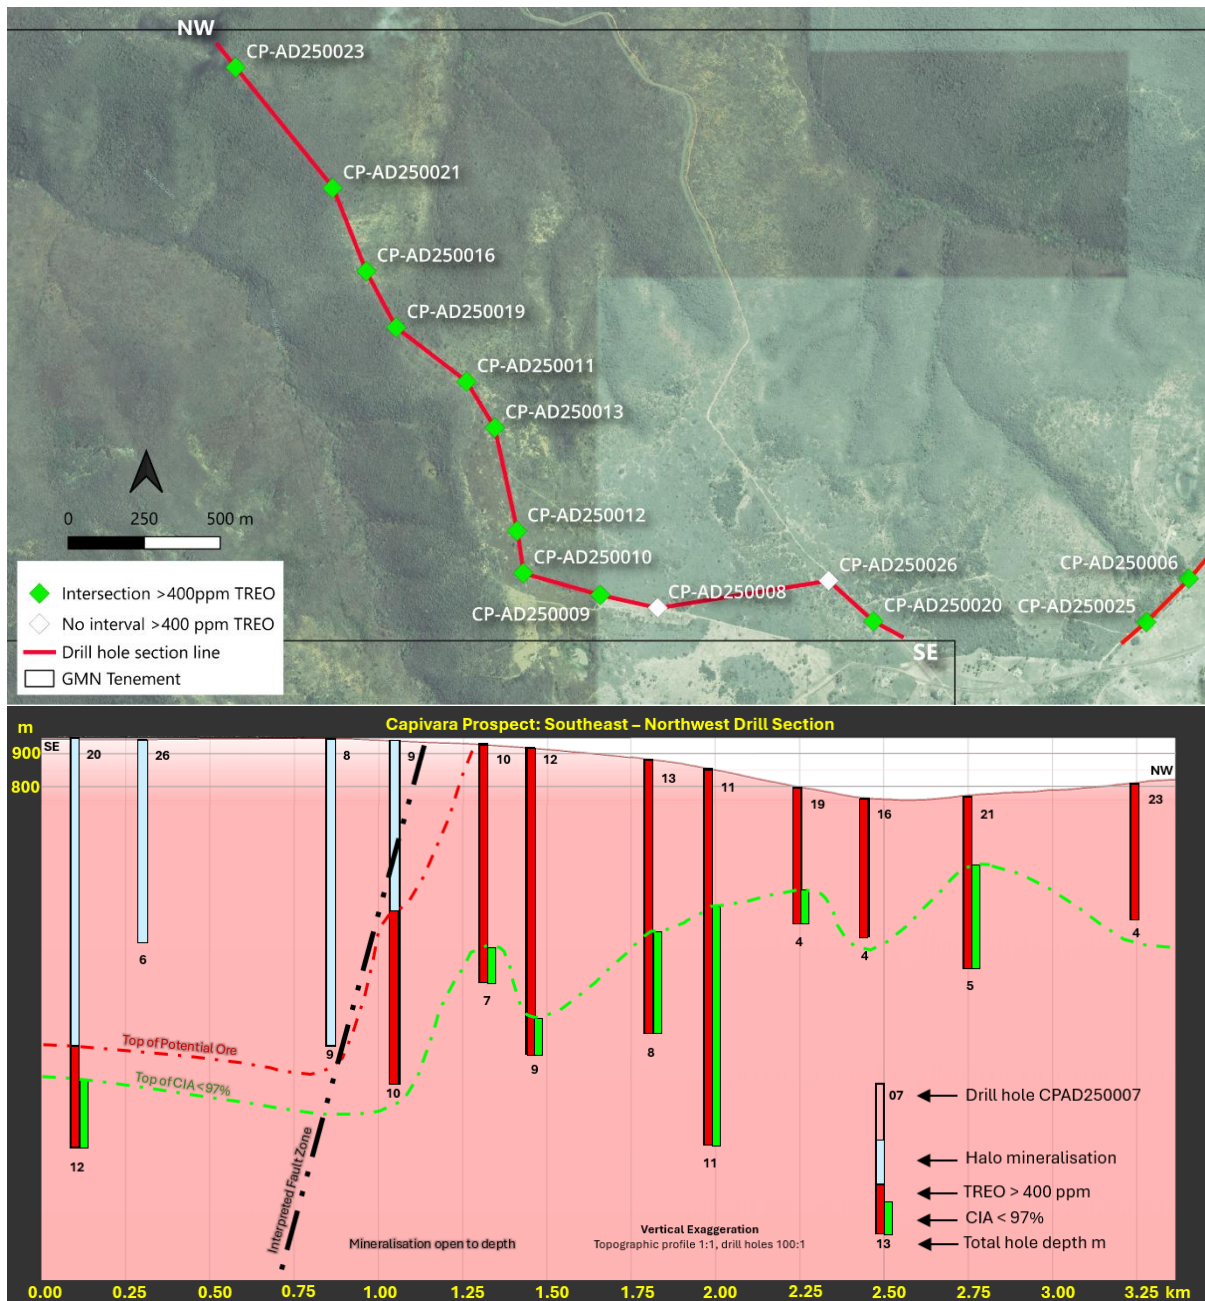 NW
CP-AD250023
CP-AD250021
CP-AD250016
CP-AD250019
CP-AD250011
CP-AD250013
CP-AD250012
CP-AD250010
CP-AD250009
CP-AD250008
CP-AD250026
CP-AD250020
CP-AD250006
CP-AD250025
SE
0 250 500 m
Intersection >400ppm TREO
No interval >400 ppm TREO
Drill hole section line
GMN Tenement
Capivara Prospect: Southeast – Northwest Drill Section
m
900
800
SE
NW
20 26 8 9 10 12 13 11 19 16 21 23
Top of Potential Ore
Top of CIA <97%
Interpreted Fault Zone
12 6 9 10 7 9 8 11 4 4 5 4
07 Drill hole CPAD250007
Halo mineralisation
TREO > 400 ppm
CIA < 97%
13 Total hole depth m
Mineralisation open to depth
Vertical Exaggeration
Topographic profile 1:1, drill holes 100:1
0.00 0.25 0.50 0.75 1.00 1.25 1.50 1.75 2.00 2.25 2.50 2.75 3.00 3.25 km